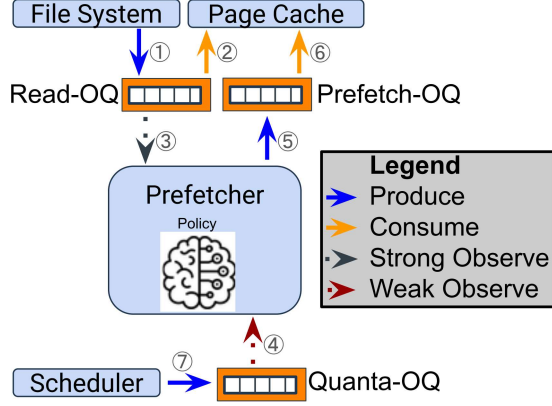 File System
Page Cache
① ② ⑥
Read-OQ
Prefetch-OQ
③ ⑤
Prefetcher
Policy
Legend
Produce
Consume
Strong Observe
Weak Observe
④
⑦
Scheduler
Quanta-OQ